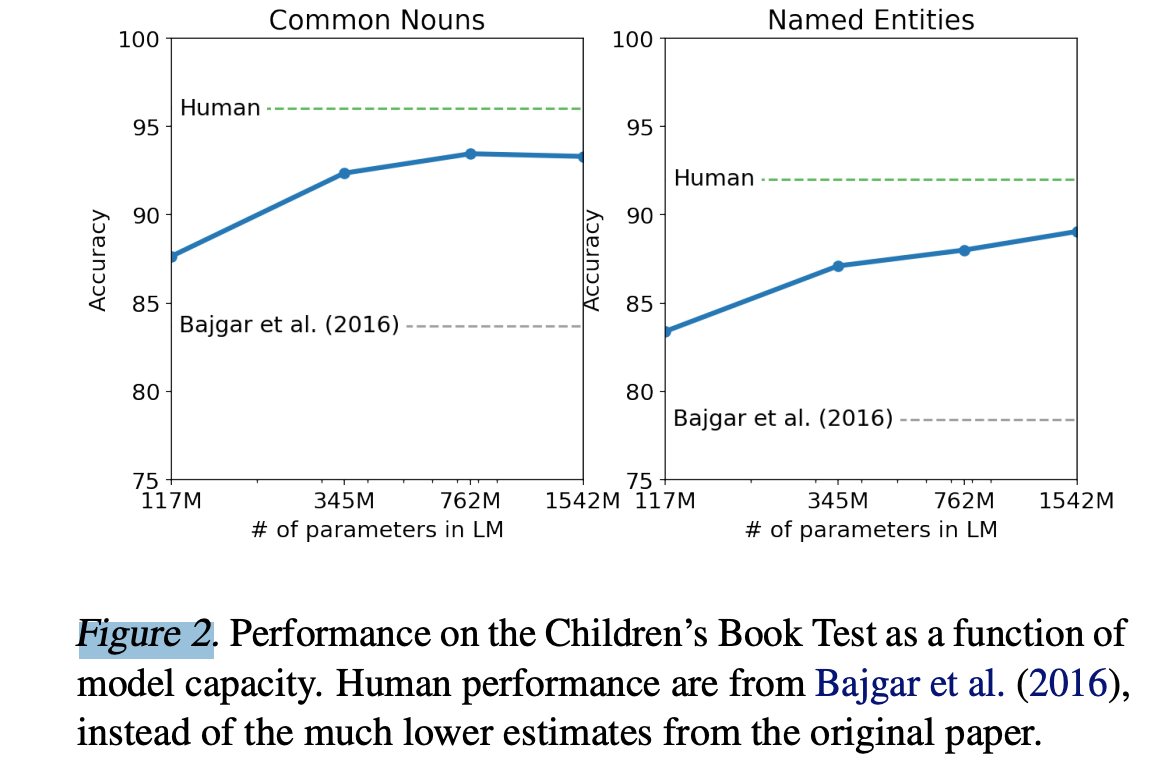 Common Nouns
100
95
90
85
80
75
Accuracy
Human
Bajgar et al. (2016)
117M 345M 762M 1542M
# of parameters in LM
Named Entities
100
95
90
85
80
75
Accuracy
Human
Bajgar et al. (2016)
117M 345M 762M 1542M
# of parameters in LM
Figure 2. Performance on the Children’s Book Test as a function of
model capacity. Human performance are from Bajgar et al. (2016),
instead of the much lower estimates from the original paper.